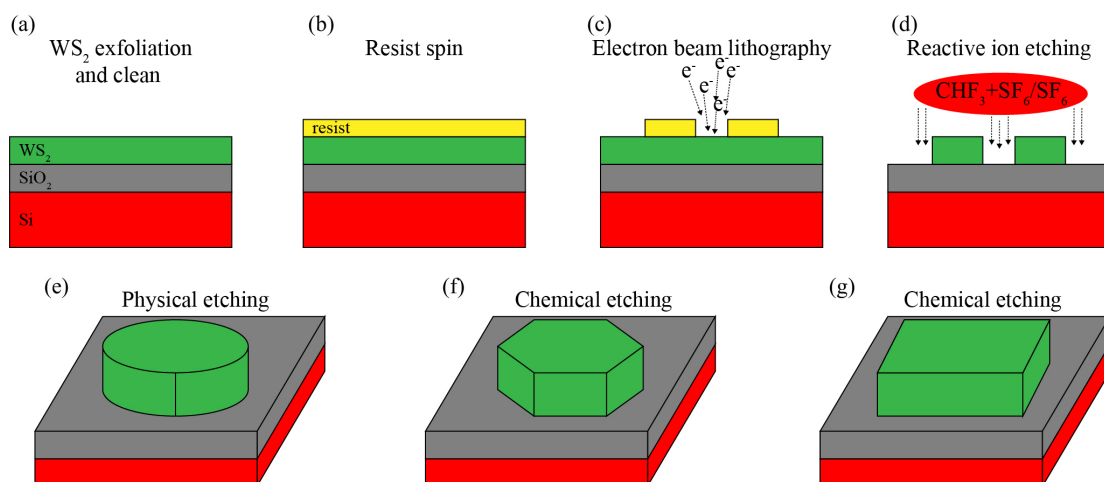 (a)
WS₂ exfoliation
and clean
WS₂
SiO₂
Si
(b)
Resist spin
resist
(c)
Electron beam lithography
e⁻
e⁻
e⁻
e⁻
e
(d)
Reactive ion etching
CHF₃+SF₆/SF₆
(e)
Physical etching
(f)
Chemical etching
(g)
Chemical etching